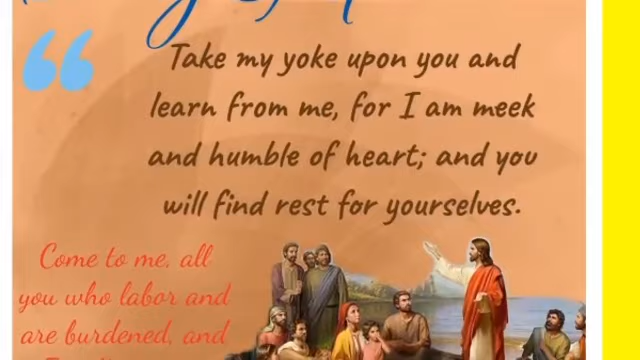 “
Take my yoke upon you and
learn from me, for I am meek
and humble of heart; and you
will find rest for yourselves.
Come to me, all
you who labor and
are burdened, and